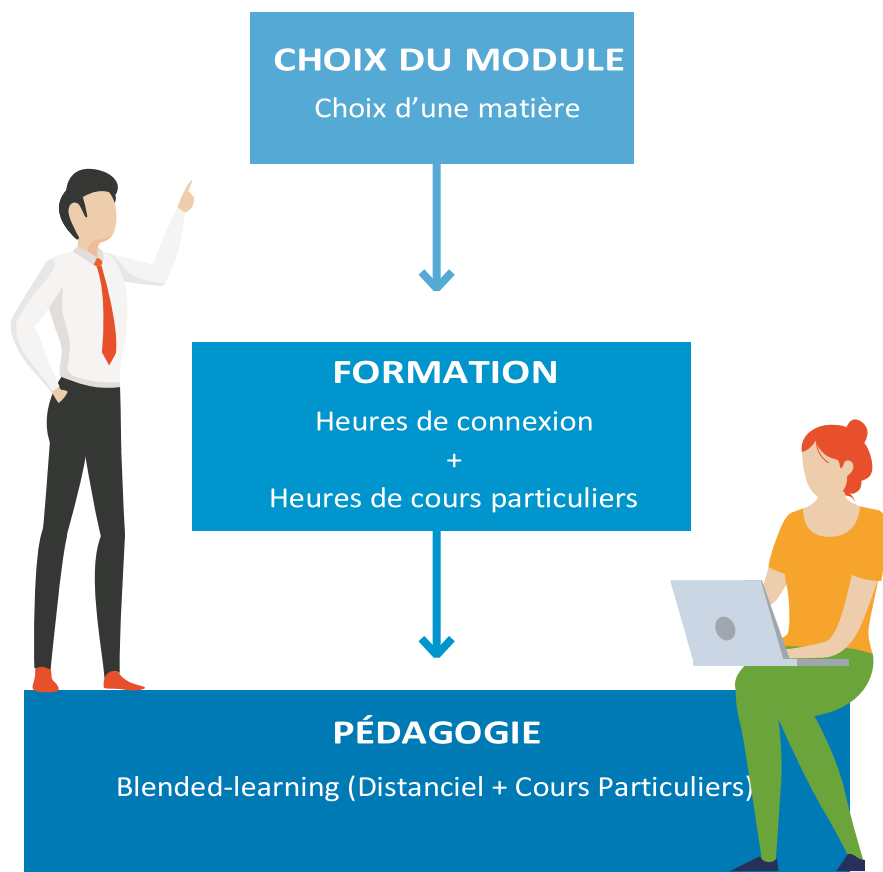 CHOIX DU MODULE
Choix d’une matière
FORMATION
Heures de connexion
+
Heures de cours particuliers
PÉDAGOGIE
Blended-learning (Distanciel + Cours Particuliers)